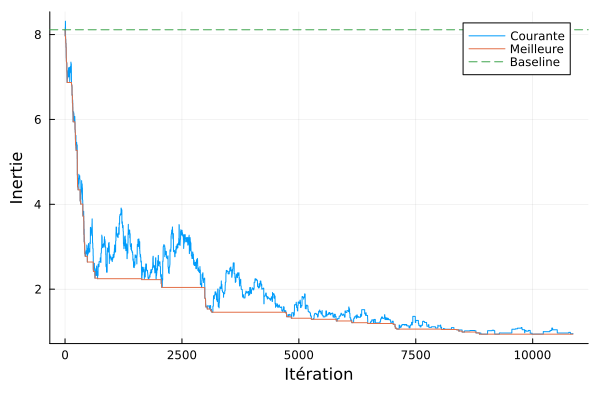 Courante
Meilleure
Baseline
8
6
4
2
Inertie
0
2500
5000
7500
10000
Itération